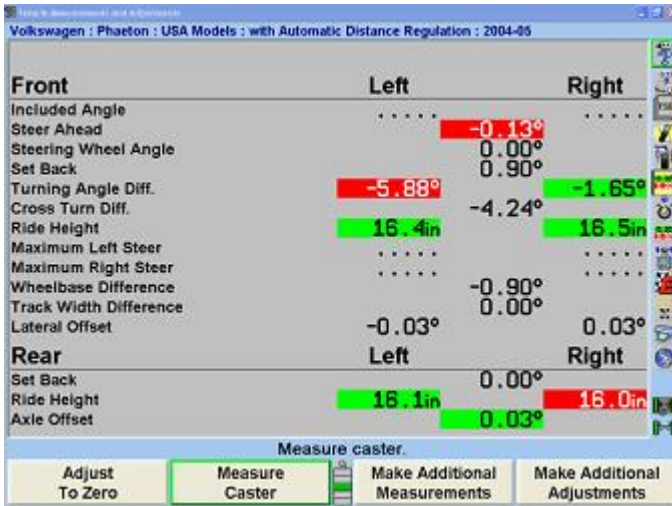 Volkswagen : Phaeton : USA Models : with Automatic Distance Regulation : 2004-05
Front Left Right
Included Angle ..... .....
Steer Ahead -0.13°
Steering Wheel Angle 0.00°
Set Back 0.90°
Turning Angle Diff. -5.88° -1.65°
Cross Turn Diff. -4.24°
Ride Height 16.4in 16.5in
Maximum Left Steer ..... .....
Maximum Right Steer ..... .....
Wheelbase Difference -0.90°
Track Width Difference 0.00°
Lateral Offset -0.03° 0.03°
Rear Left Right
Set Back 0.00°
Ride Height 16.1in 16.0in
Axle Offset 0.03°
Measure caster.
Adjust Measure Make Additional Make Additional
To Zero Caster Measurements Adjustments